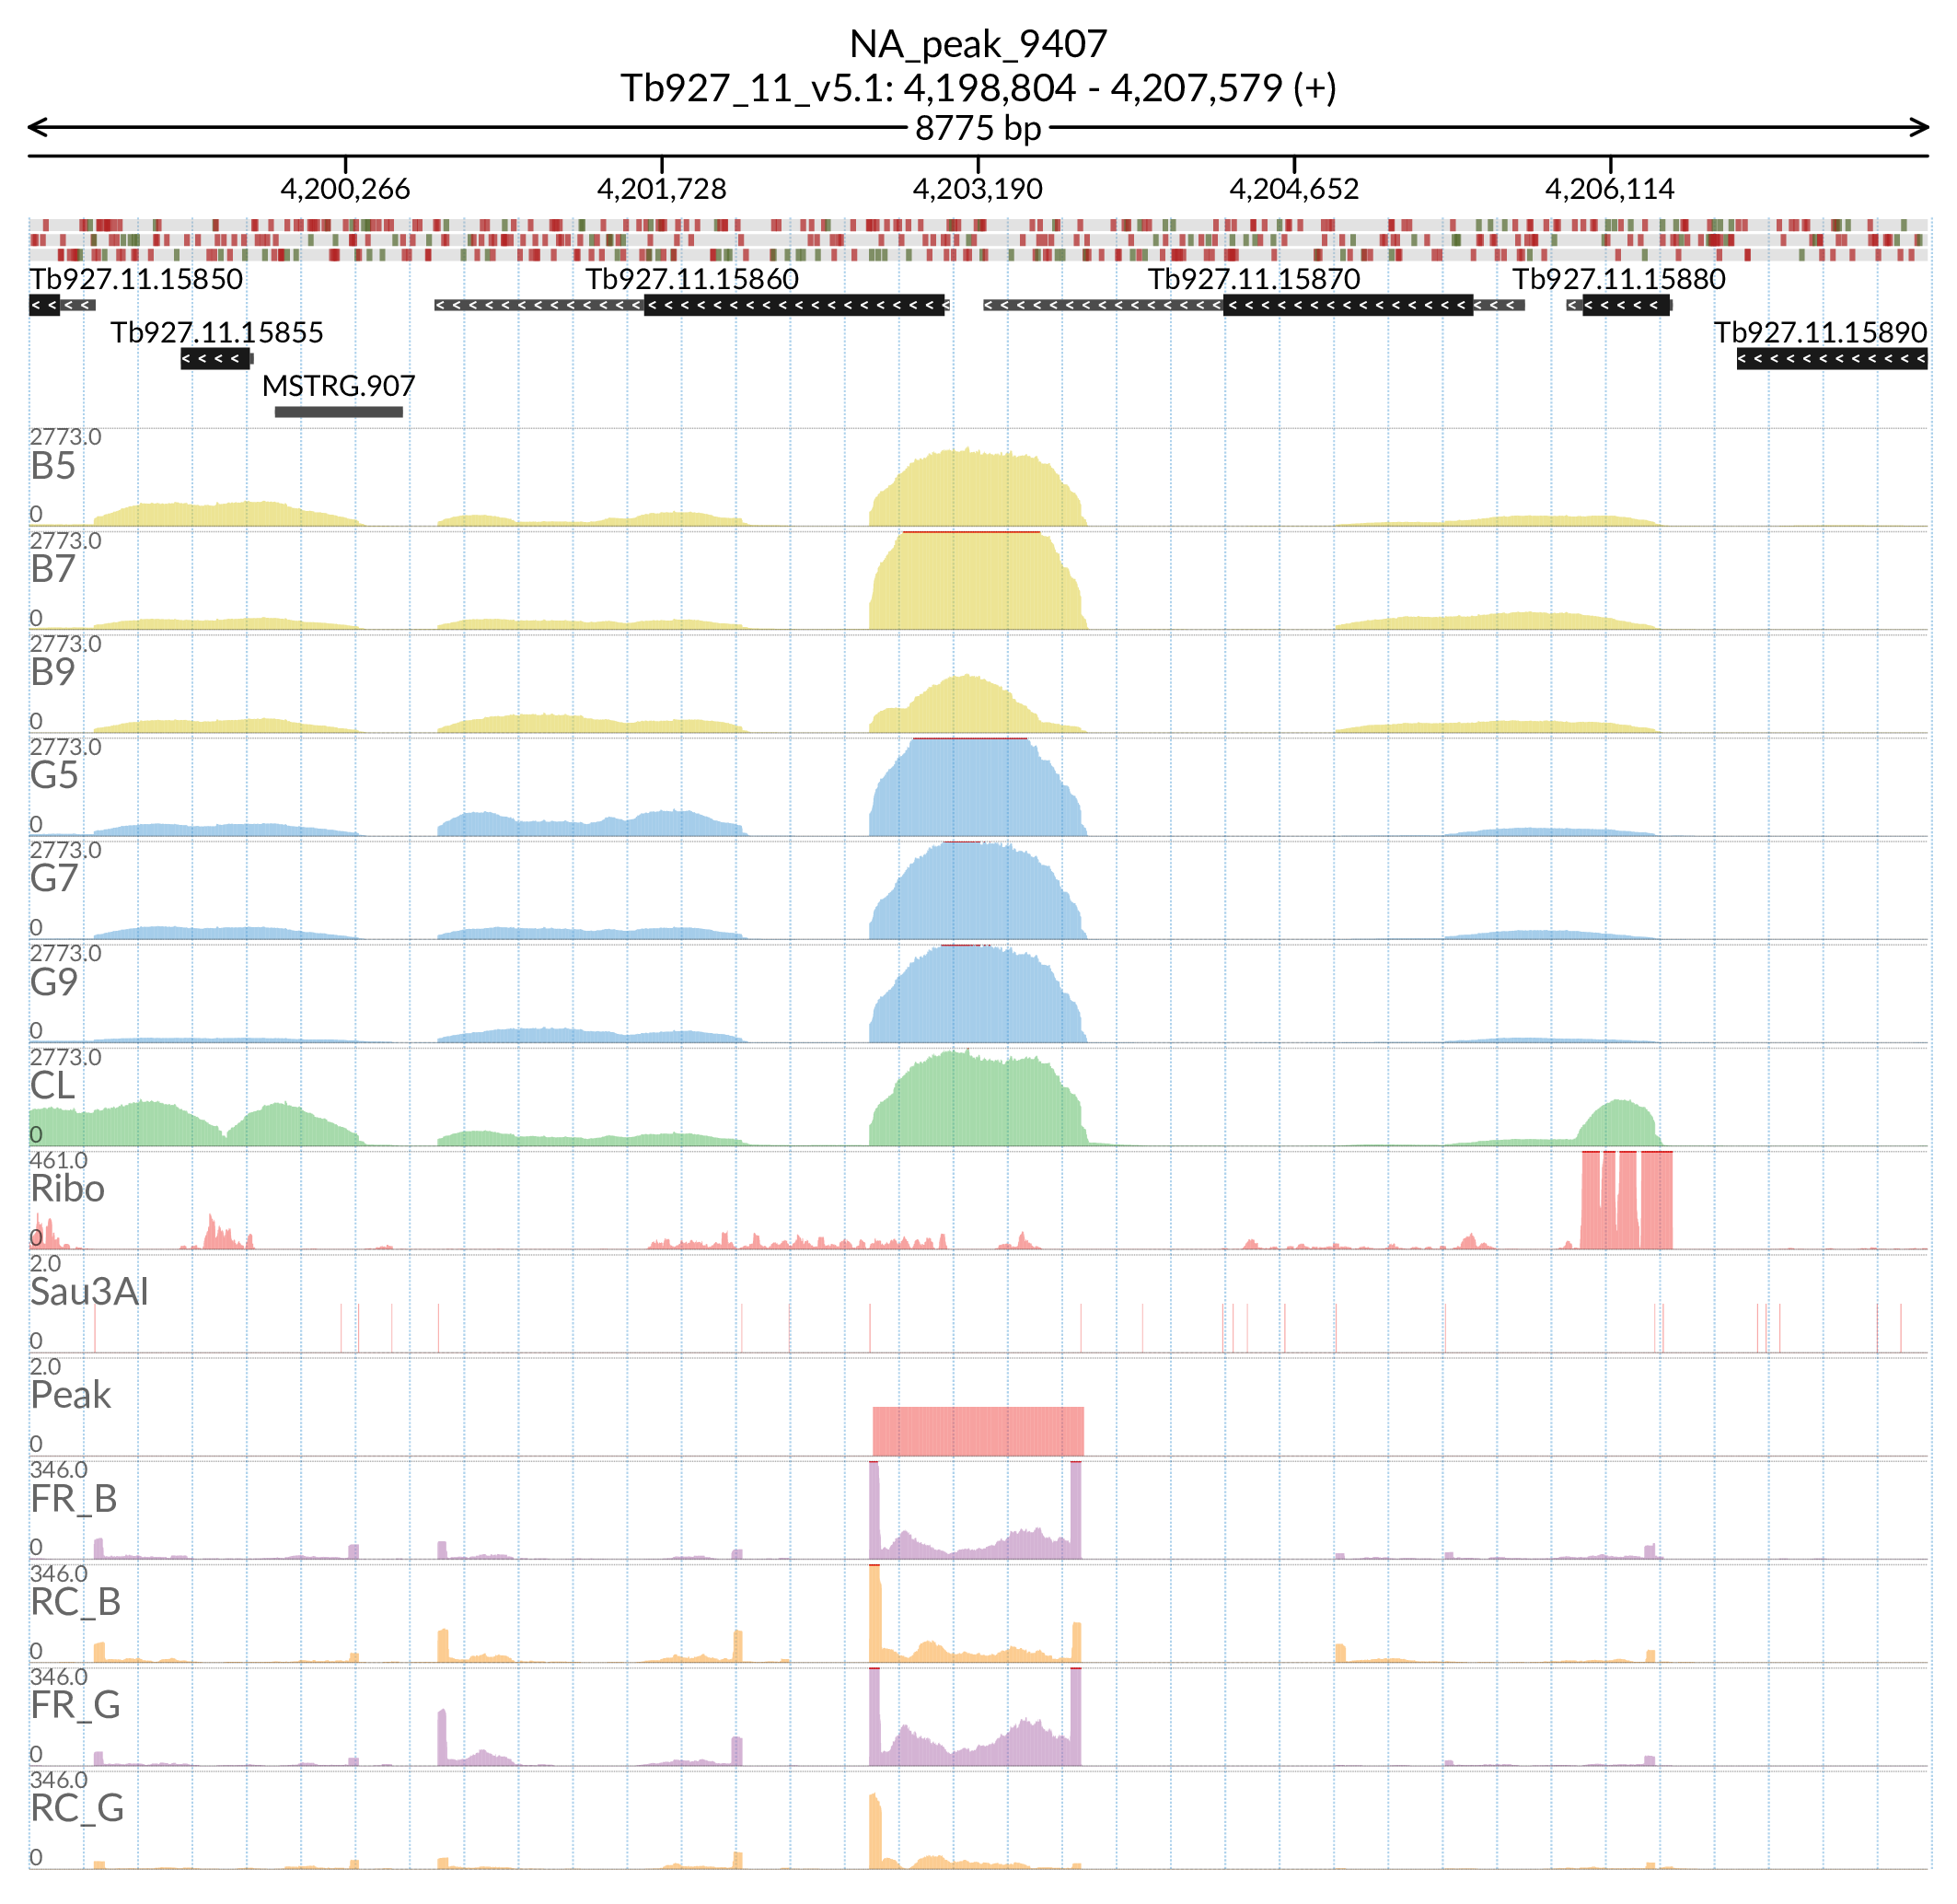 NA_peak_9407
Tb927_11_v5.1: 4,198,804 - 4,207,579 (+)
8775 bp
4,200,266 4,201,728 4,203,190 4,204,652 4,206,114
Tb927.11.15850 Tb927.11.15860 Tb927.11.15870 Tb927.11.15880
Tb927.11.15855 Tb927.11.15890
MSTRG.907
2773.0
B5
0
2773.0
B7
0
2773.0
B9
0
2773.0
G5
0
2773.0
G7
0
2773.0
G9
0
2773.0
CL
0
461.0
Ribo
0
2.0
Sau3AI
0
2.0
Peak
0
346.0
FR_B
0
346.0
RC_B
0
346.0
FR_G
0
346.0
RC_G
0